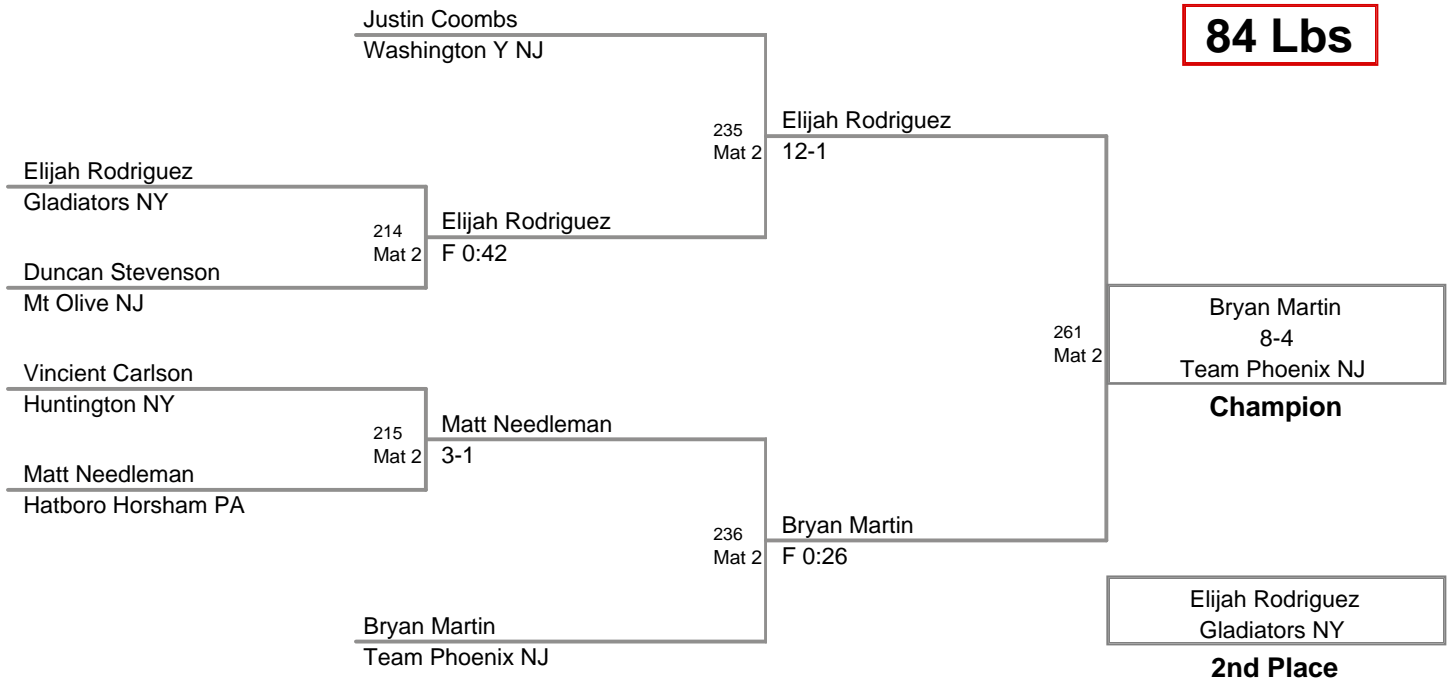 Justin Coombs
Washington Y NJ
84 Lbs
235
Mat 2
Elijah Rodriguez
12-1
Elijah Rodriguez
Gladiators NY
214
Mat 2
Elijah Rodriguez
F 0:42
Duncan Stevenson
Mt Olive NJ
261
Mat 2
Bryan Martin
8-4
Team Phoenix NJ
Champion
Vincient Carlson
Huntington NY
215
Mat 2
Matt Needleman
3-1
Matt Needleman
Hatboro Horsham PA
236
Mat 2
Bryan Martin
F 0:26
Bryan Martin
Team Phoenix NJ
Elijah Rodriguez
Gladiators NY
2nd Place